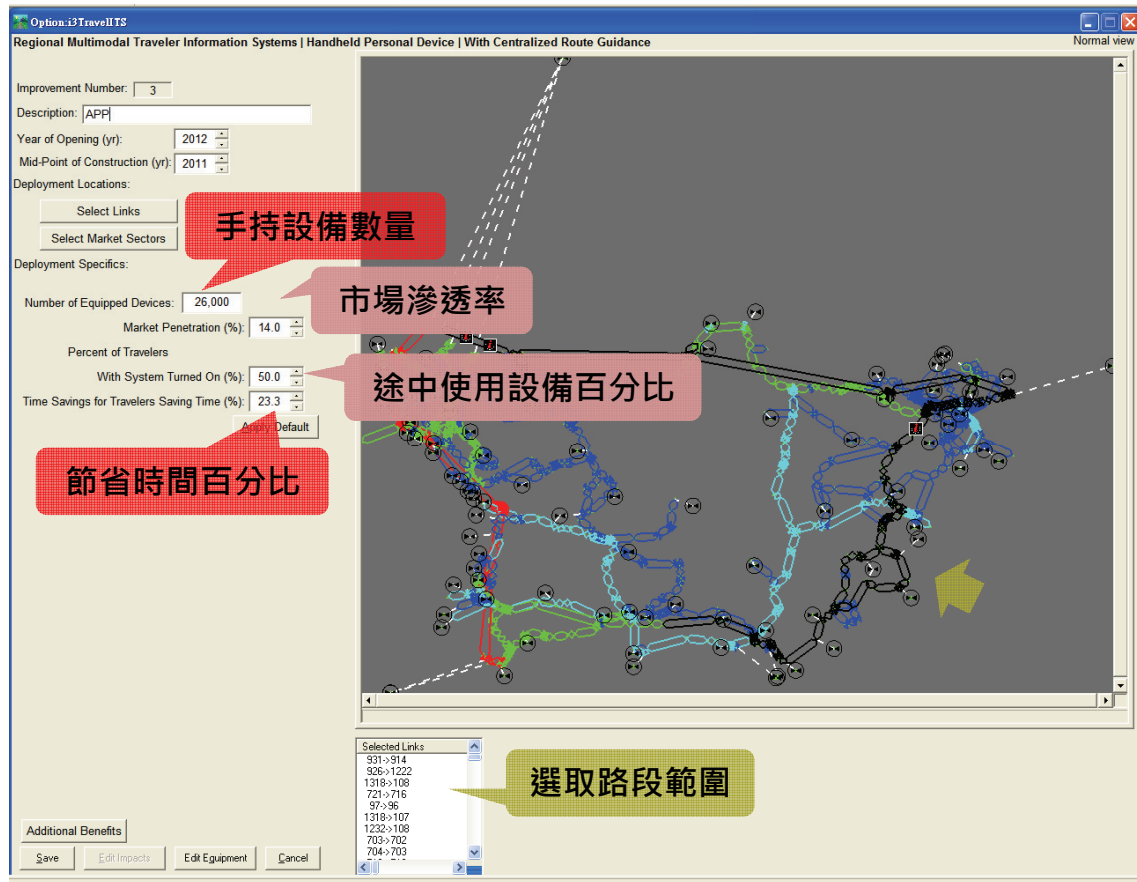 Option:i3TravelITS
Regional Multimodal Traveler Information Systems | Handheld Personal Device | With Centralized Route Guidance
Normal view
Improvement Number: 3
Description: APP
Year of Opening (yr): 2012
Mid-Point of Construction (yr): 2011
Deployment Locations:
Select Links
手持設備數量
Select Market Sectors
Deployment Specifics:
市場滲透率
Number of Equipped Devices: 26,000
Market Penetration (%): 14.0
Percent of Travelers
途中使用設備百分比
With System Turned On (%): 50.0
Time Savings for Travelers Saving Time (%): 23.3
Apply Default
節省時間百分比
Selected Links
931->914
926->1222
1318->108
721->716
97->96
1318->107
1232->108
703->702
704->703
選取路段範圍
Additional Benefits
Save
Edit Impacts
Edit Equipment
Cancel